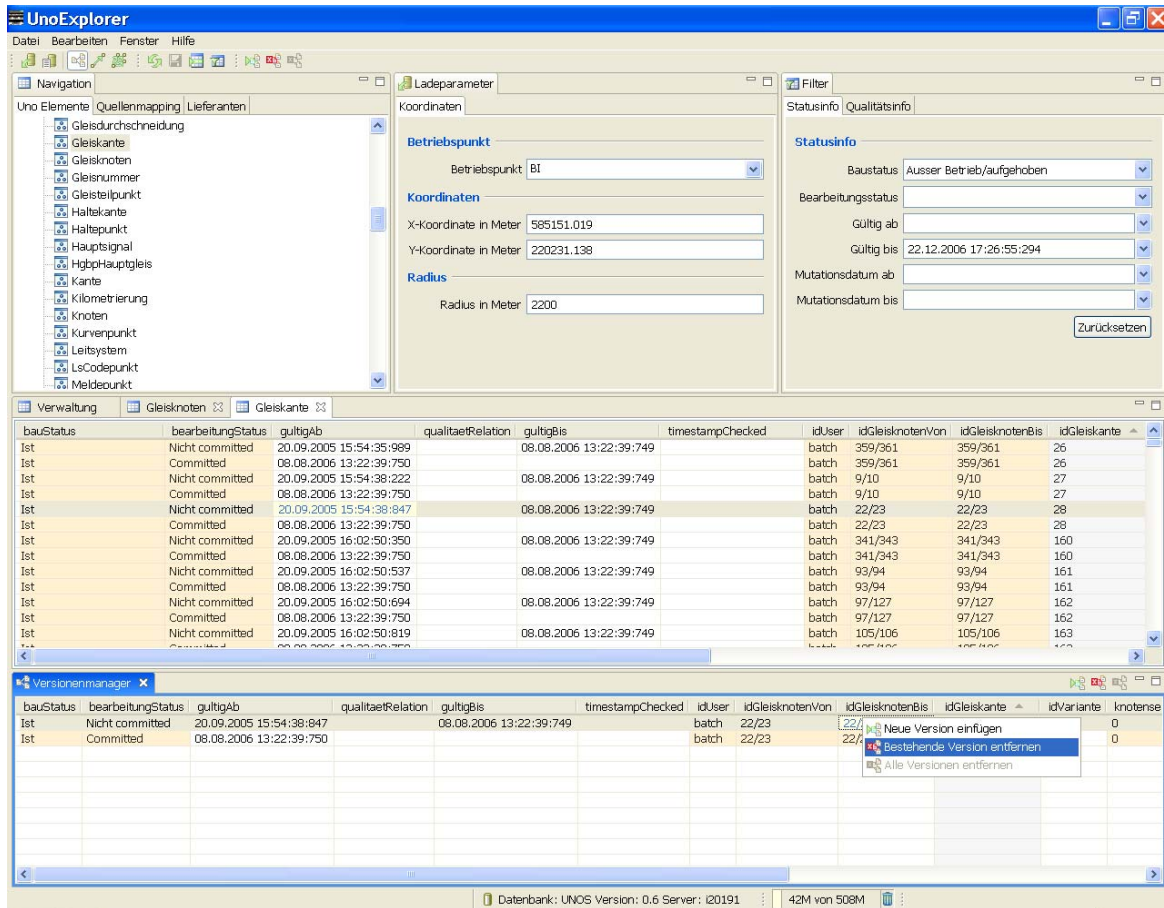 UnoExplorer
Datei Bearbeiten Fenster Hilfe
Navigation
Uno Elemente Quellenmapping Lieferanten
Gleisdurchschneidung
Gleiskante
Gleisknoten
Gleisnummer
Gleisteilpunkt
Haltekante
Haltepunkt
Hauptsignal
HgbpHauptgleis
Kante
Kilometrierung
Knoten
Kurvenpunkt
Leitsystem
LsCodepunkt
Meldepunkt
Ladeparameter
Koordinaten
Betriebspunkt
Betriebspunkt BI
Koordinaten
X-Koordinate in Meter 585151.019
Y-Koordinate in Meter 220231.138
Radius
Radius in Meter 2200
Filter
Statusinfo Qualitätsinfo
Statusinfo
Baustatus Ausser Betrieb/aufgehoben
Bearbeitungsstatus
Gültig ab
Gültig bis 22.12.2006 17:26:55:294
Mutationsdatum ab
Mutationsdatum bis
Zurücksetzen
Verwaltung Gleisknoten Gleiskante
bauStatus bearbeitungStatus gultigAb qualitaetRelation gultigBis timestampChecked idUser idGleisknotenVon idGleisknotenBis idGleiskante
Ist Nicht committed 20.09.2005 15:54:35:989 08.08.2006 13:22:39:749 batch 359/361 359/361 26
Ist Committed 08.08.2006 13:22:39:750 batch 359/361 359/361 26
Ist Nicht committed 20.09.2005 15:54:38:222 08.08.2006 13:22:39:749 batch 9/10 9/10 27
Ist Committed 08.08.2006 13:22:39:750 batch 9/10 9/10 27
Ist Nicht committed 20.09.2005 15:54:38:847 08.08.2006 13:22:39:749 batch 22/23 22/23 28
Ist Committed 08.08.2006 13:22:39:750 batch 22/23 22/23 28
Ist Nicht committed 20.09.2005 16:02:50:350 08.08.2006 13:22:39:749 batch 341/343 341/343 160
Ist Committed 08.08.2006 13:22:39:750 batch 341/343 341/343 160
Ist Nicht committed 20.09.2005 16:02:50:537 08.08.2006 13:22:39:749 batch 93/94 93/94 161
Ist Committed 08.08.2006 13:22:39:750 batch 93/94 93/94 161
Ist Nicht committed 20.09.2005 16:02:50:694 08.08.2006 13:22:39:749 batch 97/127 97/127 162
Ist Committed 08.08.2006 13:22:39:750 batch 97/127 97/127 162
Ist Nicht committed 20.09.2005 16:02:50:819 08.08.2006 13:22:39:749 batch 105/106 105/106 163
Versionenmanager
bauStatus bearbeitungStatus gultigAb qualitaetRelation gultigBis timestampChecked idUser idGleisknotenVon idGleisknotenBis idGleiskante idVariante knotense
Ist Nicht committed 20.09.2005 15:54:38:847 08.08.2006 13:22:39:749 batch 22/23 22/ 0
Ist Committed 08.08.2006 13:22:39:750 batch 22/23 22/ 0
Neue Version einfügen
Bestehende Version entfernen
Alle Versionen entfernen
Datenbank: UNOS Version: 0.6 Server: i20191 42M von 508M